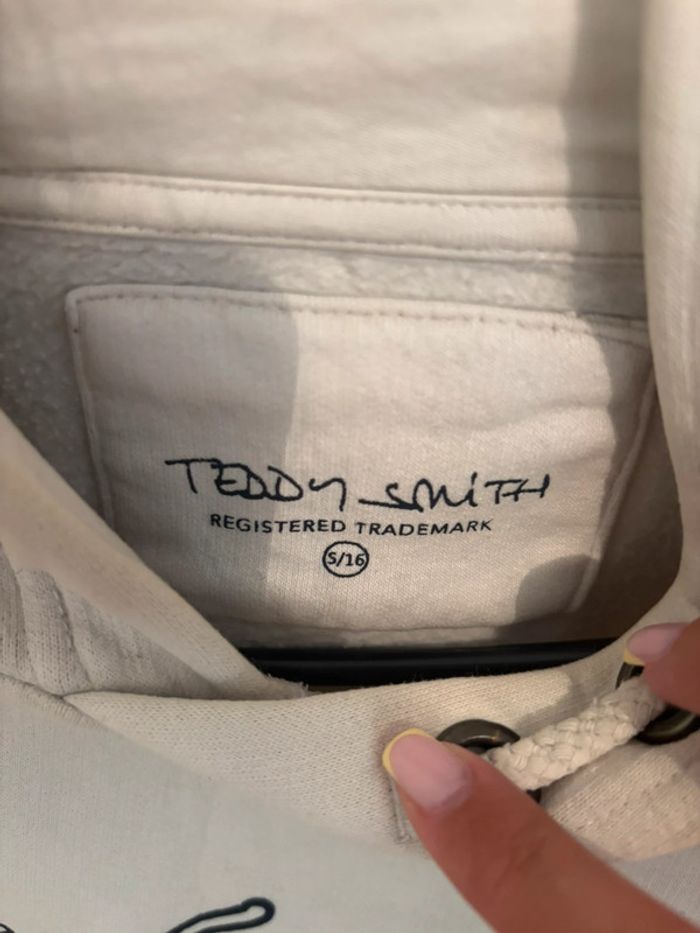 TEDDY SMiTH
REGISTERED TRADEMARK
S/16